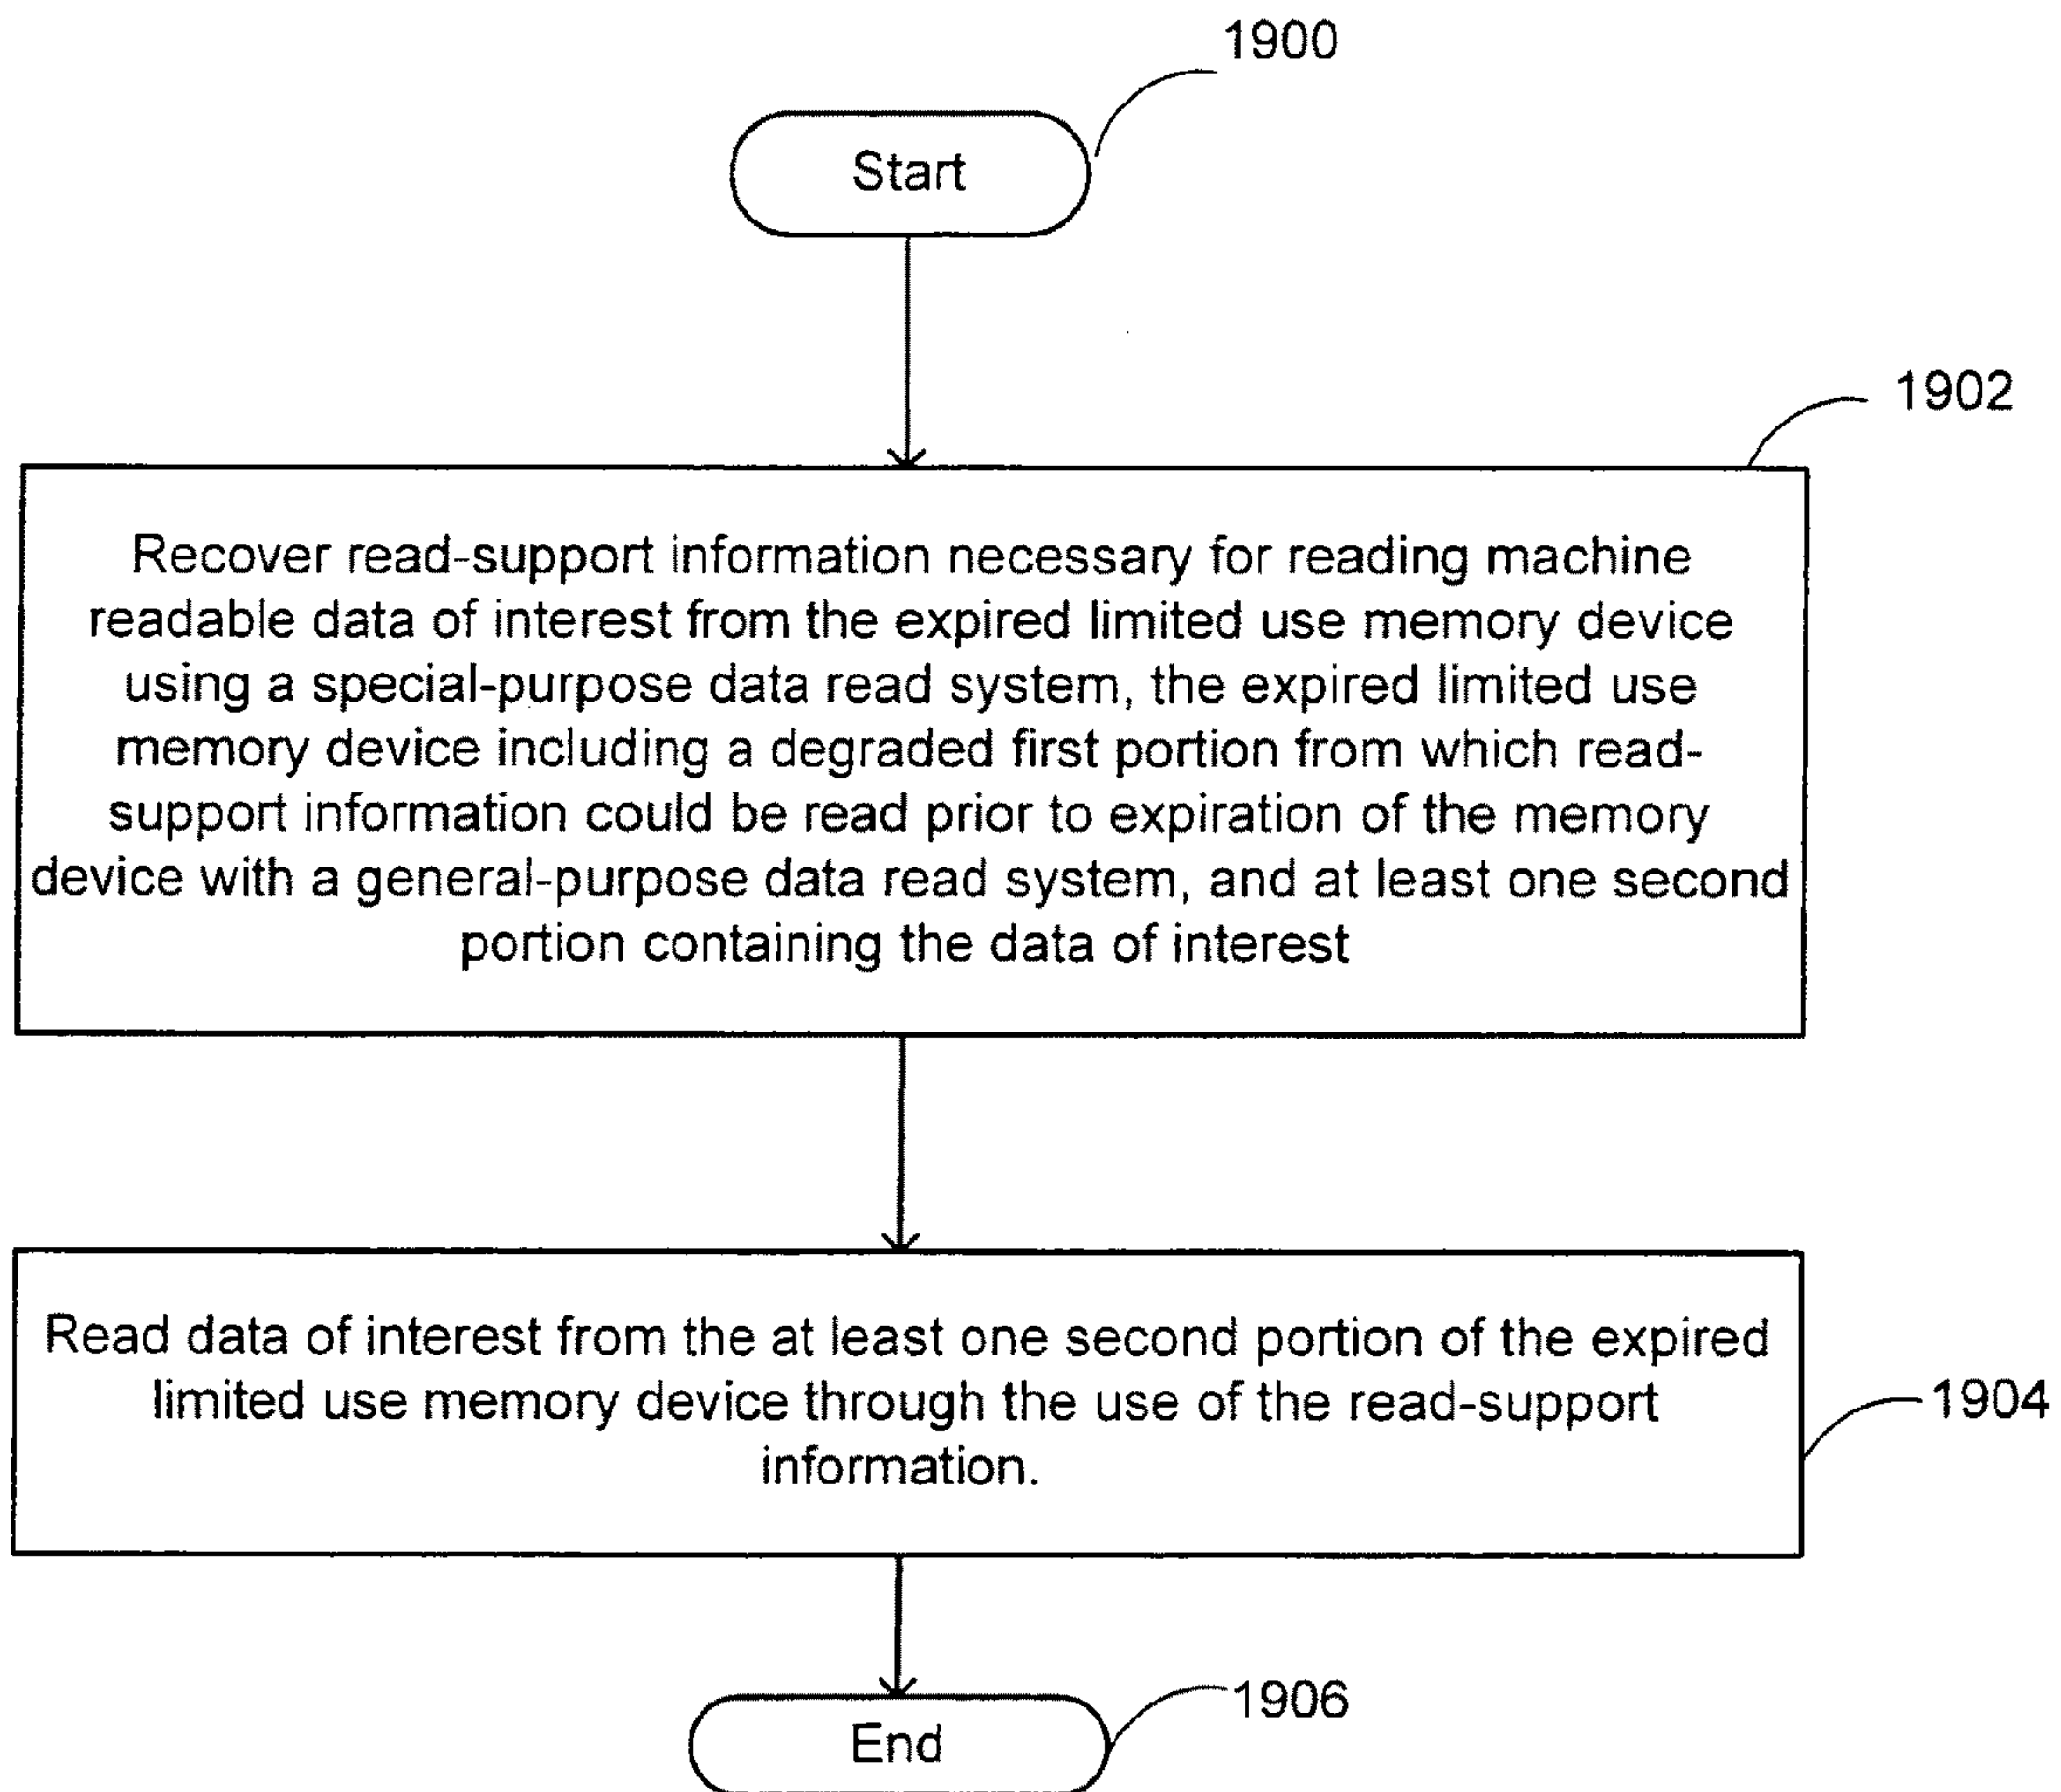 1900
Start
1902
Recover read-support information necessary for reading machine
readable data of interest from the expired limited use memory device
using a special-purpose data read system, the expired limited use
memory device including a degraded first portion from which read-
support information could be read prior to expiration of the memory
device with a general-purpose data read system, and at least one second
portion containing the data of interest
Read data of interest from the at least one second portion of the expired
limited use memory device through the use of the read-support
information.
1904
1906
End